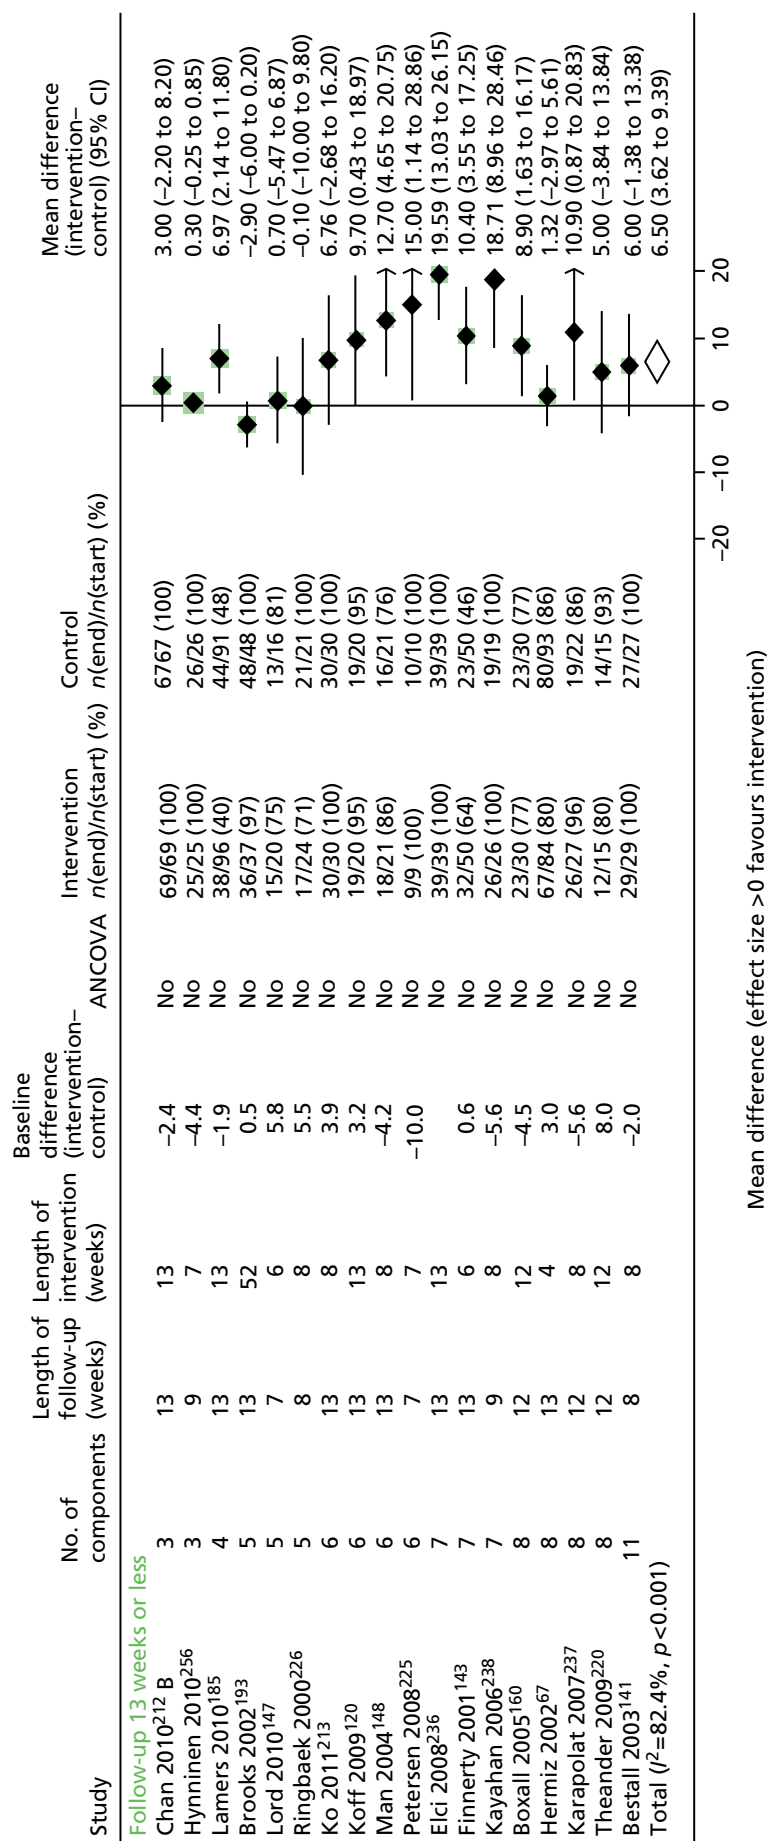 Study No. of components Length of follow-up (weeks) Length of intervention (weeks) Baseline difference (intervention–control) ANCOVA Intervention n(end)/n(start) (%) Control n(end)/n(start) (%) Mean difference (intervention–control) (95% CI)
Follow-up 13 weeks or less
Chan 2010²¹² B 3 13 13 −2.4 No 69/69 (100) 6767 (100) 3.00 (−2.20 to 8.20)
Hynninen 2010²⁵⁶ 3 9 7 −4.4 No 25/25 (100) 26/26 (100) 0.30 (−0.25 to 0.85)
Lamers 2010¹⁸⁵ 4 13 13 −1.9 No 38/96 (40) 44/91 (48) 6.97 (2.14 to 11.80)
Brooks 2002¹⁹³ 5 13 52 0.5 No 36/37 (97) 48/48 (100) −2.90 (−6.00 to 0.20)
Lord 2010¹⁴⁷ 5 7 6 5.8 No 15/20 (75) 13/16 (81) 0.70 (−5.47 to 6.87)
Ringbaek 2000²²⁶ 5 8 8 5.5 No 17/24 (71) 21/21 (100) −0.10 (−10.00 to 9.80)
Ko 2011²¹³ 6 13 8 3.9 No 30/30 (100) 30/30 (100) 6.76 (−2.68 to 16.20)
Koff 2009¹²⁰ 6 13 13 3.2 No 19/20 (95) 19/20 (95) 9.70 (0.43 to 18.97)
Man 2004¹⁴⁸ 6 13 8 −4.2 No 18/21 (86) 16/21 (76) 12.70 (4.65 to 20.75)
Petersen 2008²²⁵ 6 7 7 −10.0 No 9/9 (100) 10/10 (100) 15.00 (1.14 to 28.86)
Elci 2008²³⁶ 7 13 13 No 39/39 (100) 39/39 (100) 19.59 (13.03 to 26.15)
Finnerty 2001¹⁴³ 7 13 6 0.6 No 32/50 (64) 23/50 (46) 10.40 (3.55 to 17.25)
Kayahan 2006²³⁸ 7 9 8 −5.6 No 26/26 (100) 19/19 (100) 18.71 (8.96 to 28.46)
Boxall 2005¹⁶⁰ 8 12 12 −4.5 No 23/30 (77) 23/30 (77) 8.90 (1.63 to 16.17)
Hermiz 2002⁶⁷ 8 13 4 3.0 No 67/84 (80) 80/93 (86) 1.32 (−2.97 to 5.61)
Karapolat 2007²³⁷ 8 12 8 −5.6 No 26/27 (96) 19/22 (86) 10.90 (0.87 to 20.83)
Theander 2009²²⁰ 8 12 12 8.0 No 12/15 (80) 14/15 (93) 5.00 (−3.84 to 13.84)
Bestall 2003¹⁴¹ 11 8 8 −2.0 No 29/29 (100) 27/27 (100) 6.00 (−1.38 to 13.38)
Total (I²=82.4%, p<0.001) 6.50 (3.62 to 9.39)
−20 −10 0 10 20
Mean difference (effect size >0 favours intervention)